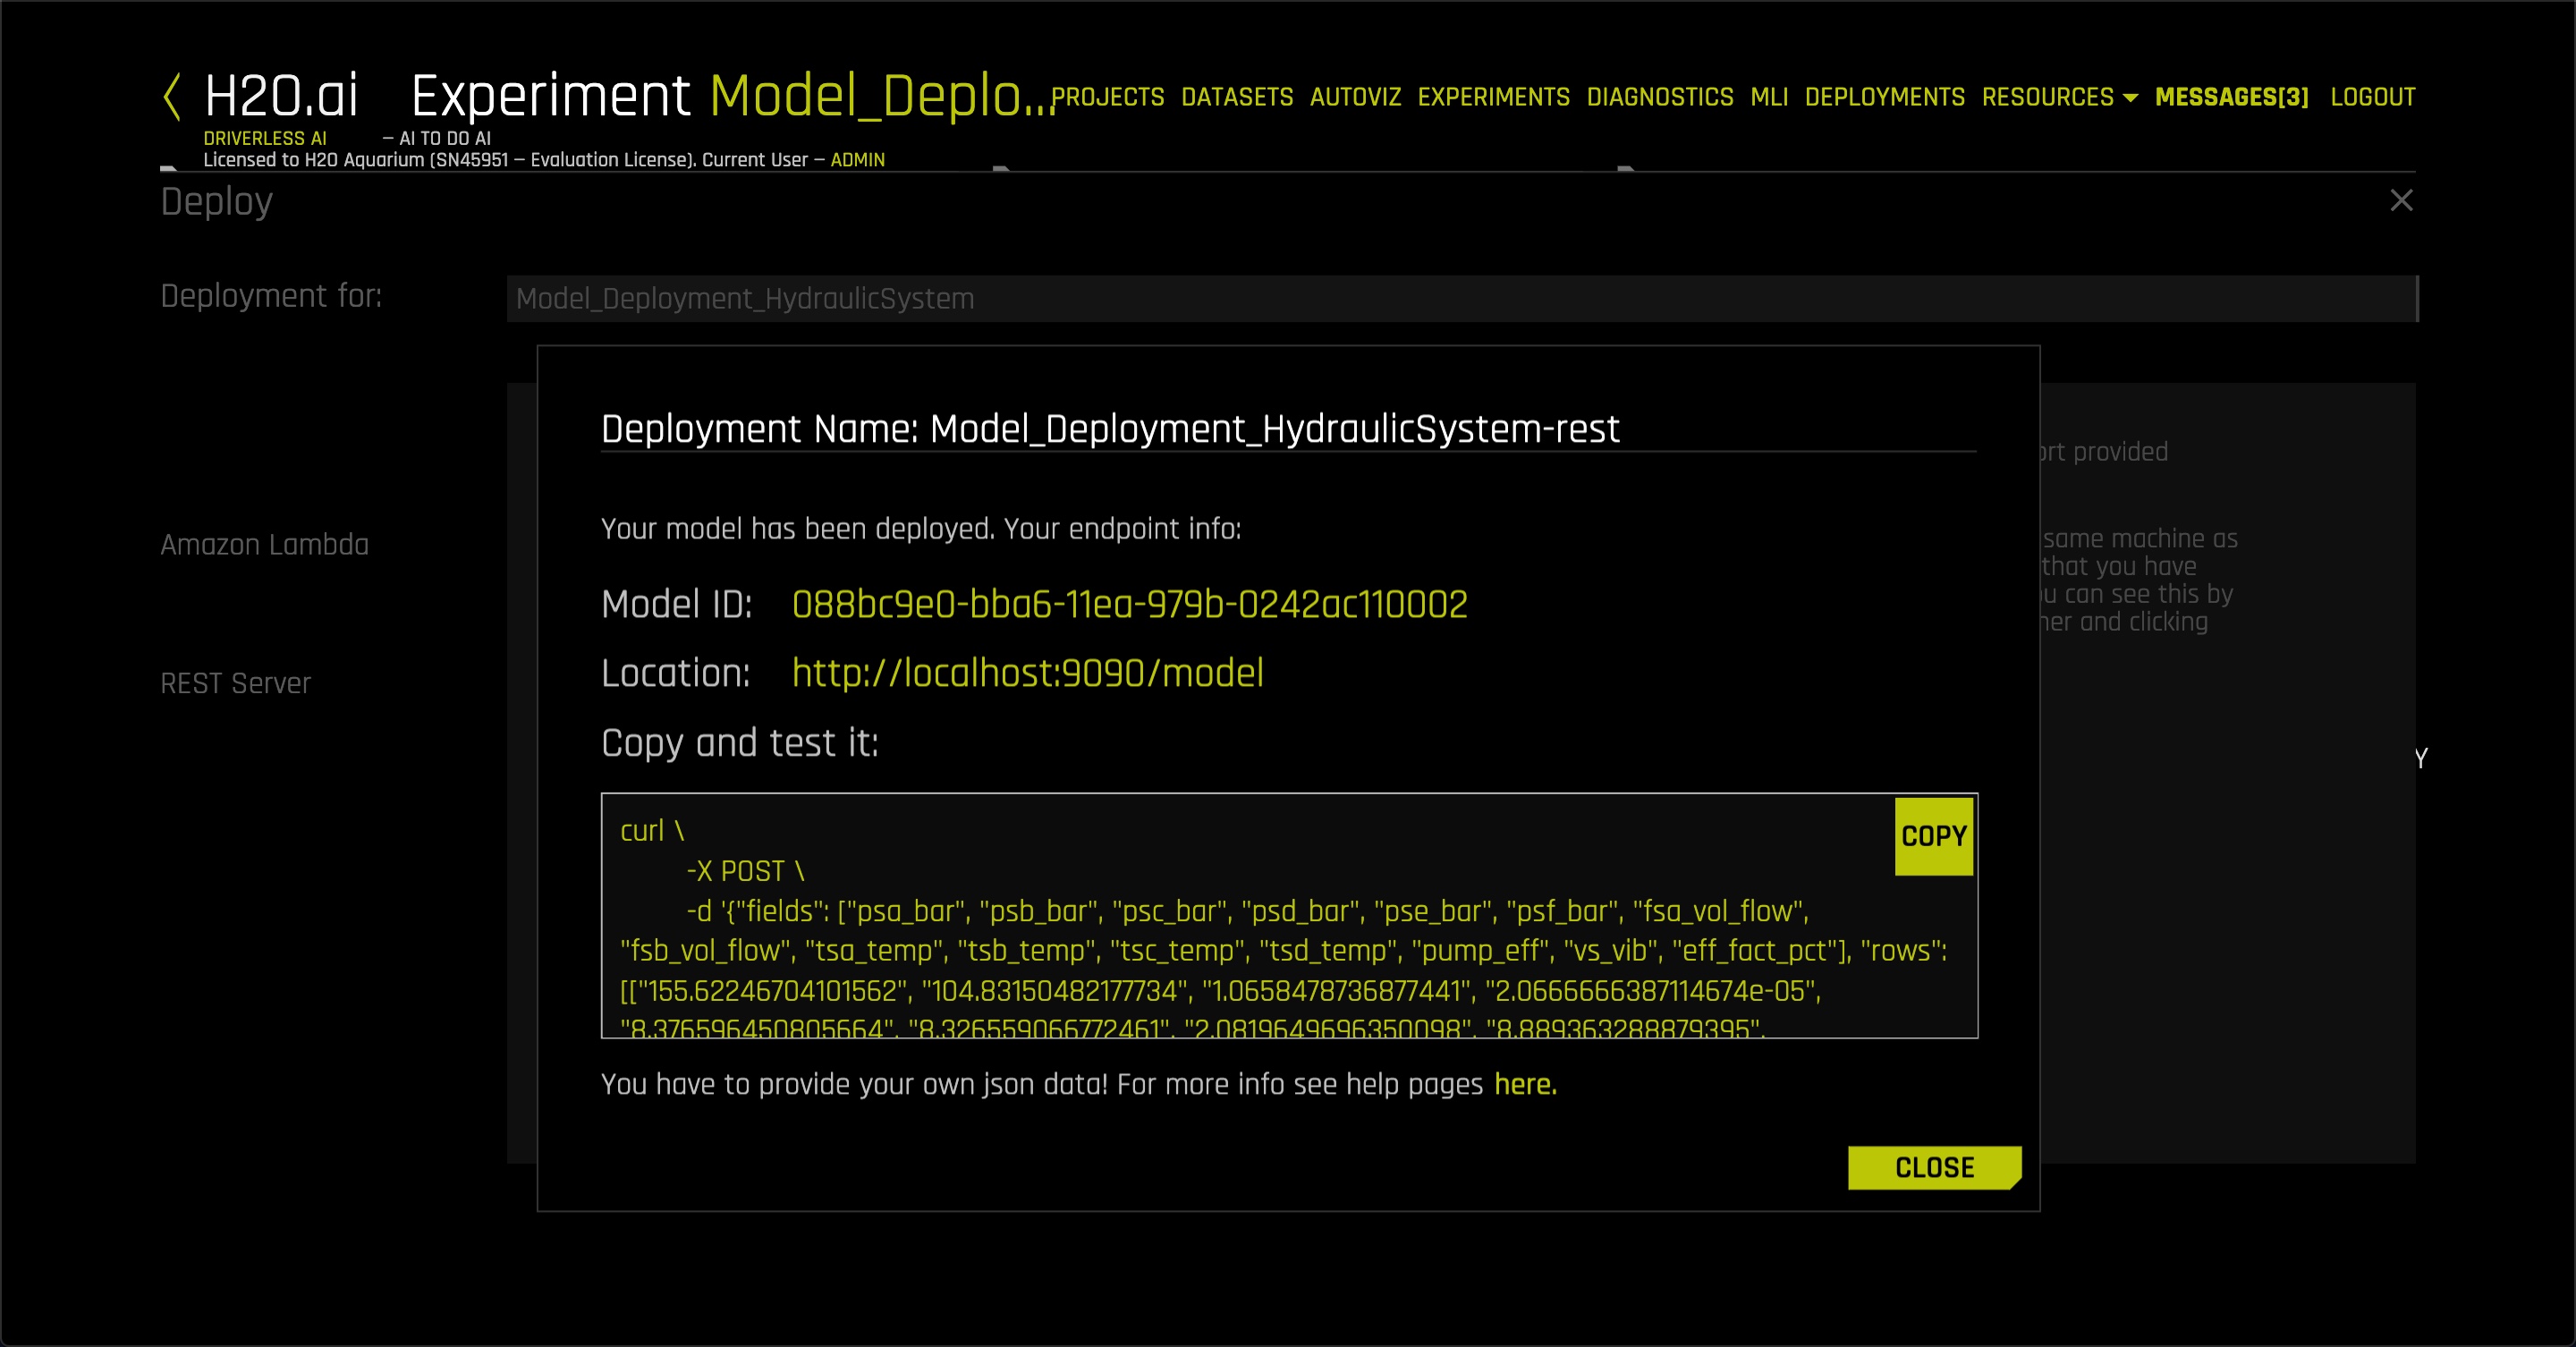 H2O.ai Experiment Model_Deplo... PROJECTS DATASETS AUTOVIZ EXPERIMENTS DIAGNOSTICS MLI DEPLOYMENTS RESOURCES MESSAGES[3] LOGOUT
DRIVERLESS AI – AI TO DO AI
Licensed to H2O Aquarium (SN45951 – Evaluation License). Current User – ADMIN
Deploy
Deployment for: Model_Deployment_HydraulicSystem
Deployment Name: Model_Deployment_HydraulicSystem-rest
provided
Your model has been deployed. Your endpoint info:
Amazon Lambda
same machine as
that you have
can see this by
and clicking
Model ID: 088bc9e0-bba6-11ea-979b-0242ac110002
Location: http://localhost:9090/model
REST Server
Copy and test it:
Y
COPY
curl \
-X POST \
-d '{"fields": ["psa_bar", "psb_bar", "psc_bar", "psd_bar", "pse_bar", "psf_bar", "fsa_vol_flow",
"fsb_vol_flow", "tsa_temp", "tsb_temp", "tsc_temp", "tsd_temp", "pump_eff", "vs_vib", "eff_fact_pct"], "rows":
[["155.62246704101562", "104.83150482177734", "1.0658478736877441", "2.0666666387114674e-05",
"8.376596450805664", "8.326559066772461", "2.0819649696350098", "8.889363288879395",
You have to provide your own json data! For more info see help pages here.
CLOSE